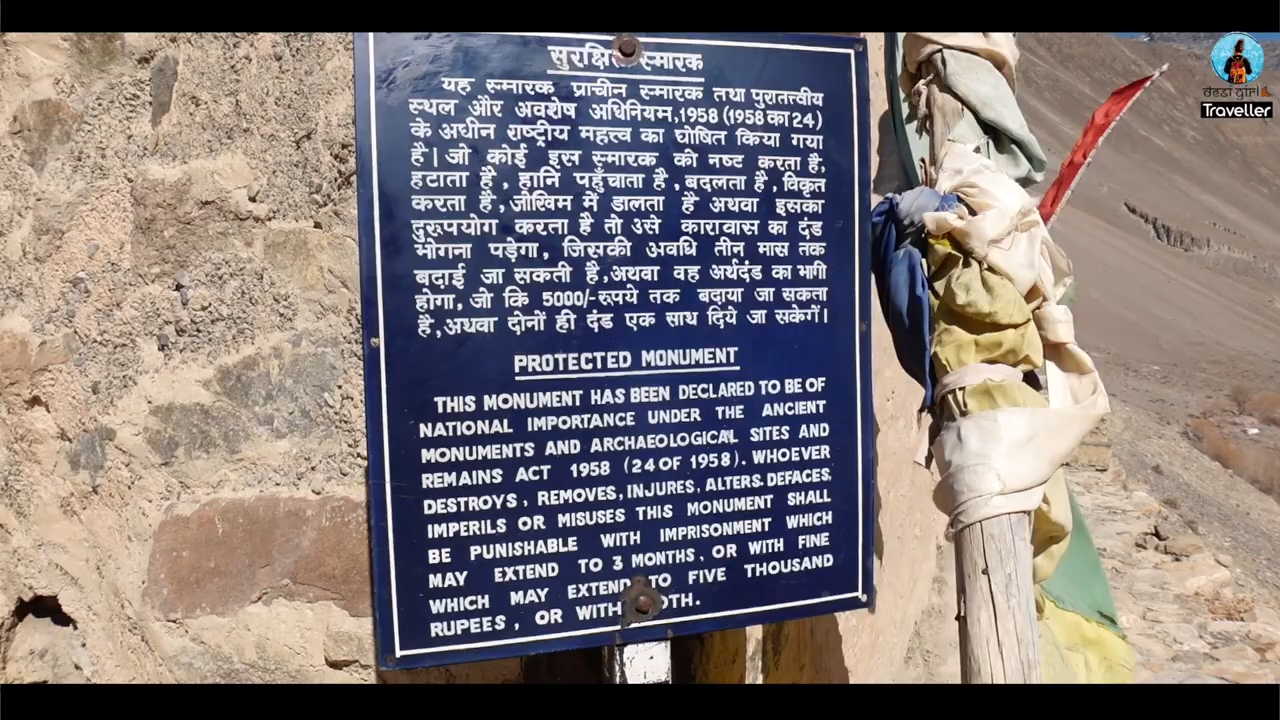 सुरक्षित स्मारक
यह स्मारक प्राचीन स्मारक तथा पुरातत्त्वीय
स्थल और अवशेष अधिनियम,1958 (1958 का 24)
के अधीन राष्ट्रीय महत्त्व का घोषित किया गया
है। जो कोई इस स्मारक की नष्ट करता है,
हटाता है, हानि पहुँचाता है, बदलता है, विकृत
करता है, जोखिम में डालता है अथवा इसका
दुरूपयोग करता है तो उसे कारावास का दंड
भोगना पड़ेगा, जिसकी अवधि तीन मास तक
बढ़ाई जा सकती है, अथवा वह अर्थदंड का भागी
होगा, जो कि 5000/-रूपये तक बढाया जा सकता
है, अथवा दोनों ही दंड एक साथ दिये जा सकेगें।
PROTECTED MONUMENT
THIS MONUMENT HAS BEEN DECLARED TO BE OF
NATIONAL IMPORTANCE UNDER THE ANCIENT
MONUMENTS AND ARCHAEOLOGICAL SITES AND
REMAINS ACT 1958 (24 OF 1958). WHOEVER
DESTROYS, REMOVES, INJURES, ALTERS. DEFACES,
IMPERILS OR MISUSES THIS MONUMENT SHALL
BE PUNISHABLE WITH IMPRISONMENT WHICH
MAY EXTEND TO 3 MONTHS, OR WITH FINE
WHICH MAY EXTEND TO FIVE THOUSAND
RUPEES, OR WITH BOTH.
desi girl
Traveller